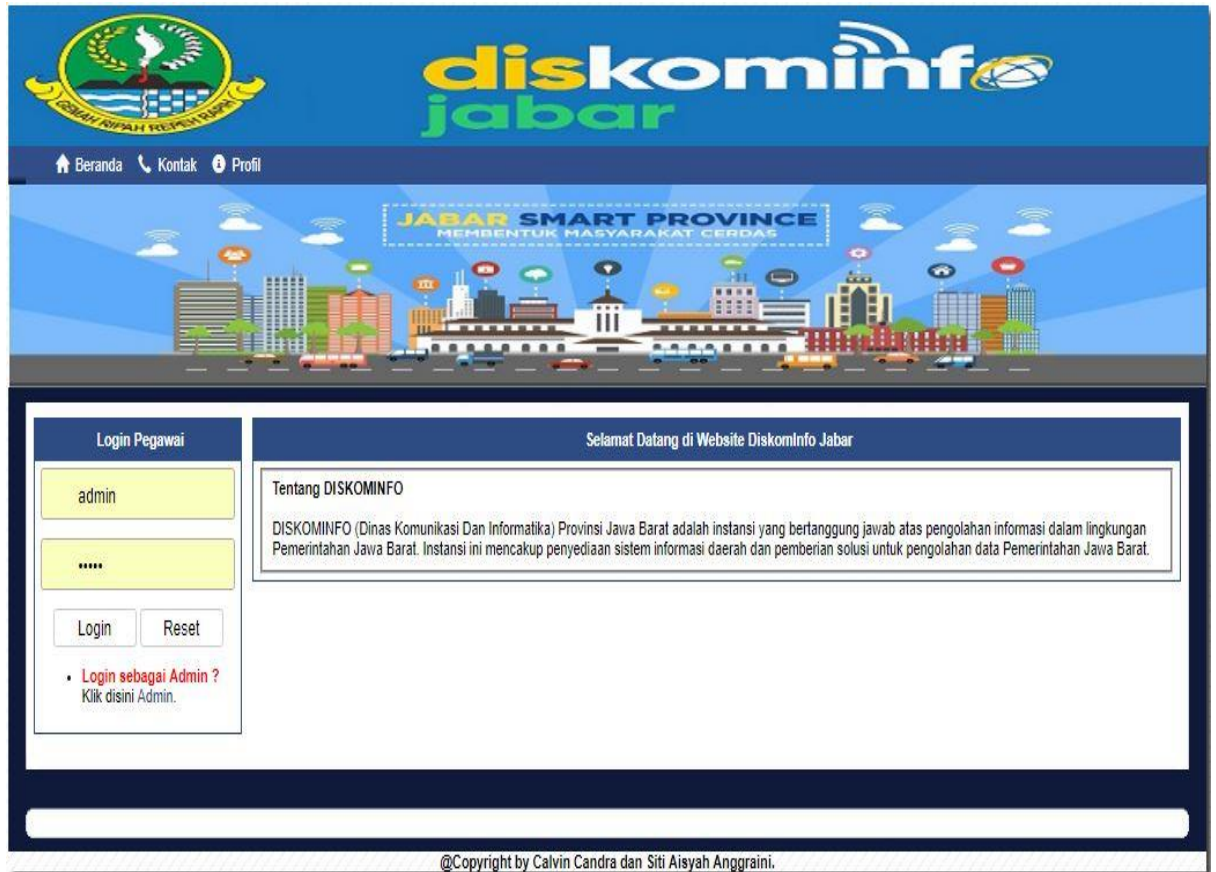 GEMAH RIPAH REPEH RAPIH
diskominfo
jabar
Beranda Kontak Profil
JABAR SMART PROVINCE
MEMBENTUK MASYARAKAT CERDAS
Login Pegawai
admin
•••••
Login Reset
• Login sebagai Admin ?
Klik disini Admin.
Selamat Datang di Website DiskomInfo Jabar
Tentang DISKOMINFO
DISKOMINFO (Dinas Komunikasi Dan Informatika) Provinsi Jawa Barat adalah instansi yang bertanggung jawab atas pengolahan informasi dalam lingkungan
Pemerintahan Jawa Barat. Instansi ini mencakup penyediaan sistem informasi daerah dan pemberian solusi untuk pengolahan data Pemerintahan Jawa Barat.
@Copyright by Calvin Candra dan Siti Aisyah Anggraini.